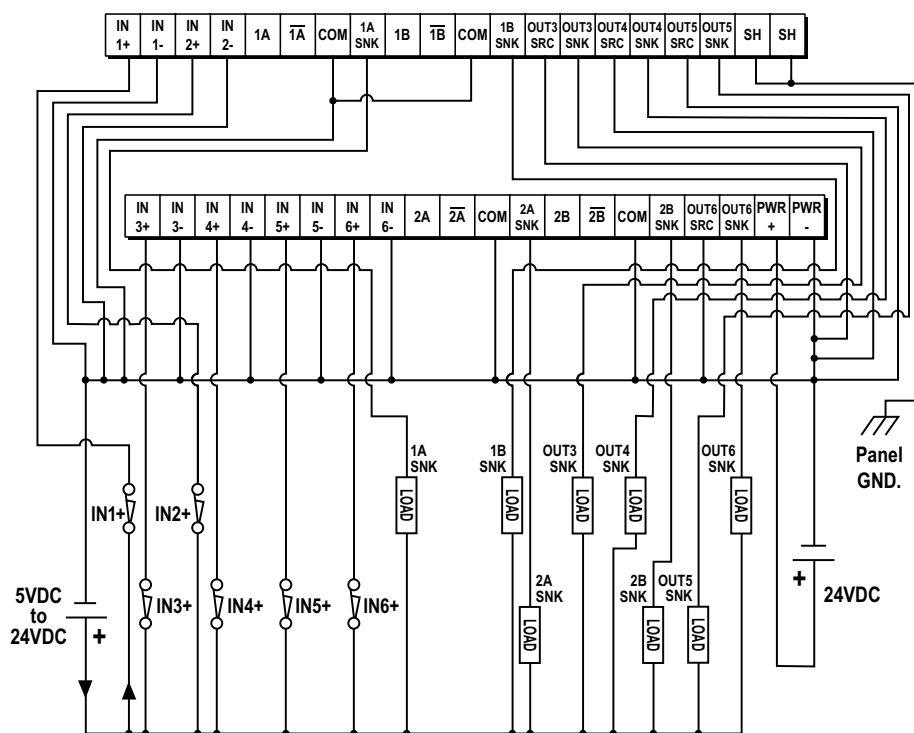 IN 1+ IN 1- IN 2+ IN 2- 1A 1̅A̅ COM 1A SNK 1B 1̅B̅ COM 1B SNK OUT3 SRC OUT3 SNK OUT4 SRC OUT4 SNK OUT5 SRC OUT5 SNK SH SH
IN 3+ IN 3- IN 4+ IN 4- IN 5+ IN 5- IN 6+ IN 6- 2A 2̅A̅ COM 2A SNK 2B 2̅B̅ COM 2B SNK OUT6 SRC OUT6 SNK PWR + PWR -
Panel
GND.
1A
SNK
LOAD
1B
SNK
LOAD
OUT3
SNK
LOAD
OUT4
SNK
LOAD
OUT6
SNK
LOAD
IN1+
IN2+
IN3+
IN4+
IN5+
IN6+
2A
SNK
LOAD
2B
SNK
LOAD
OUT5
SNK
LOAD
5VDC
to
24VDC
+
+
24VDC